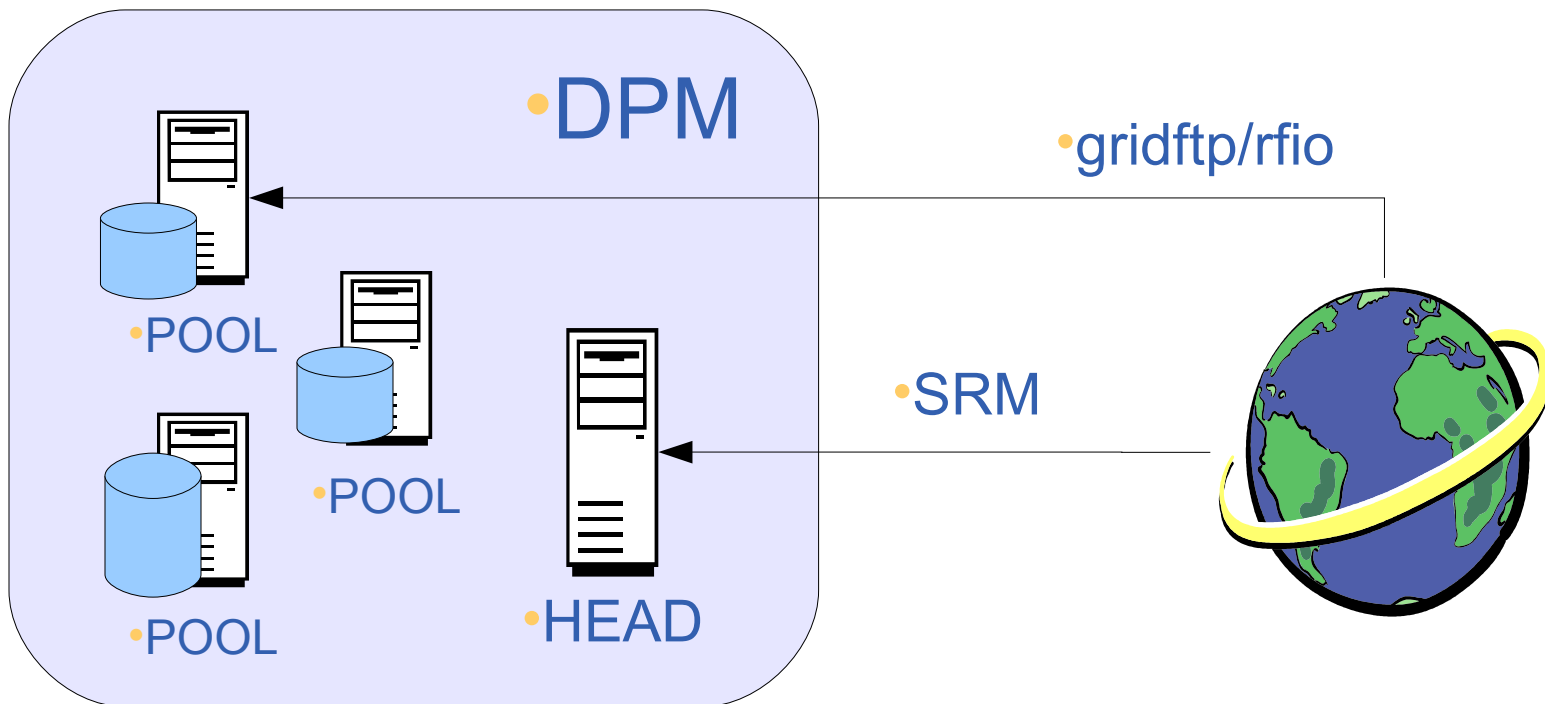 •DPM
•gridftp/rfio
•POOL
•SRM
•POOL
•HEAD
•POOL